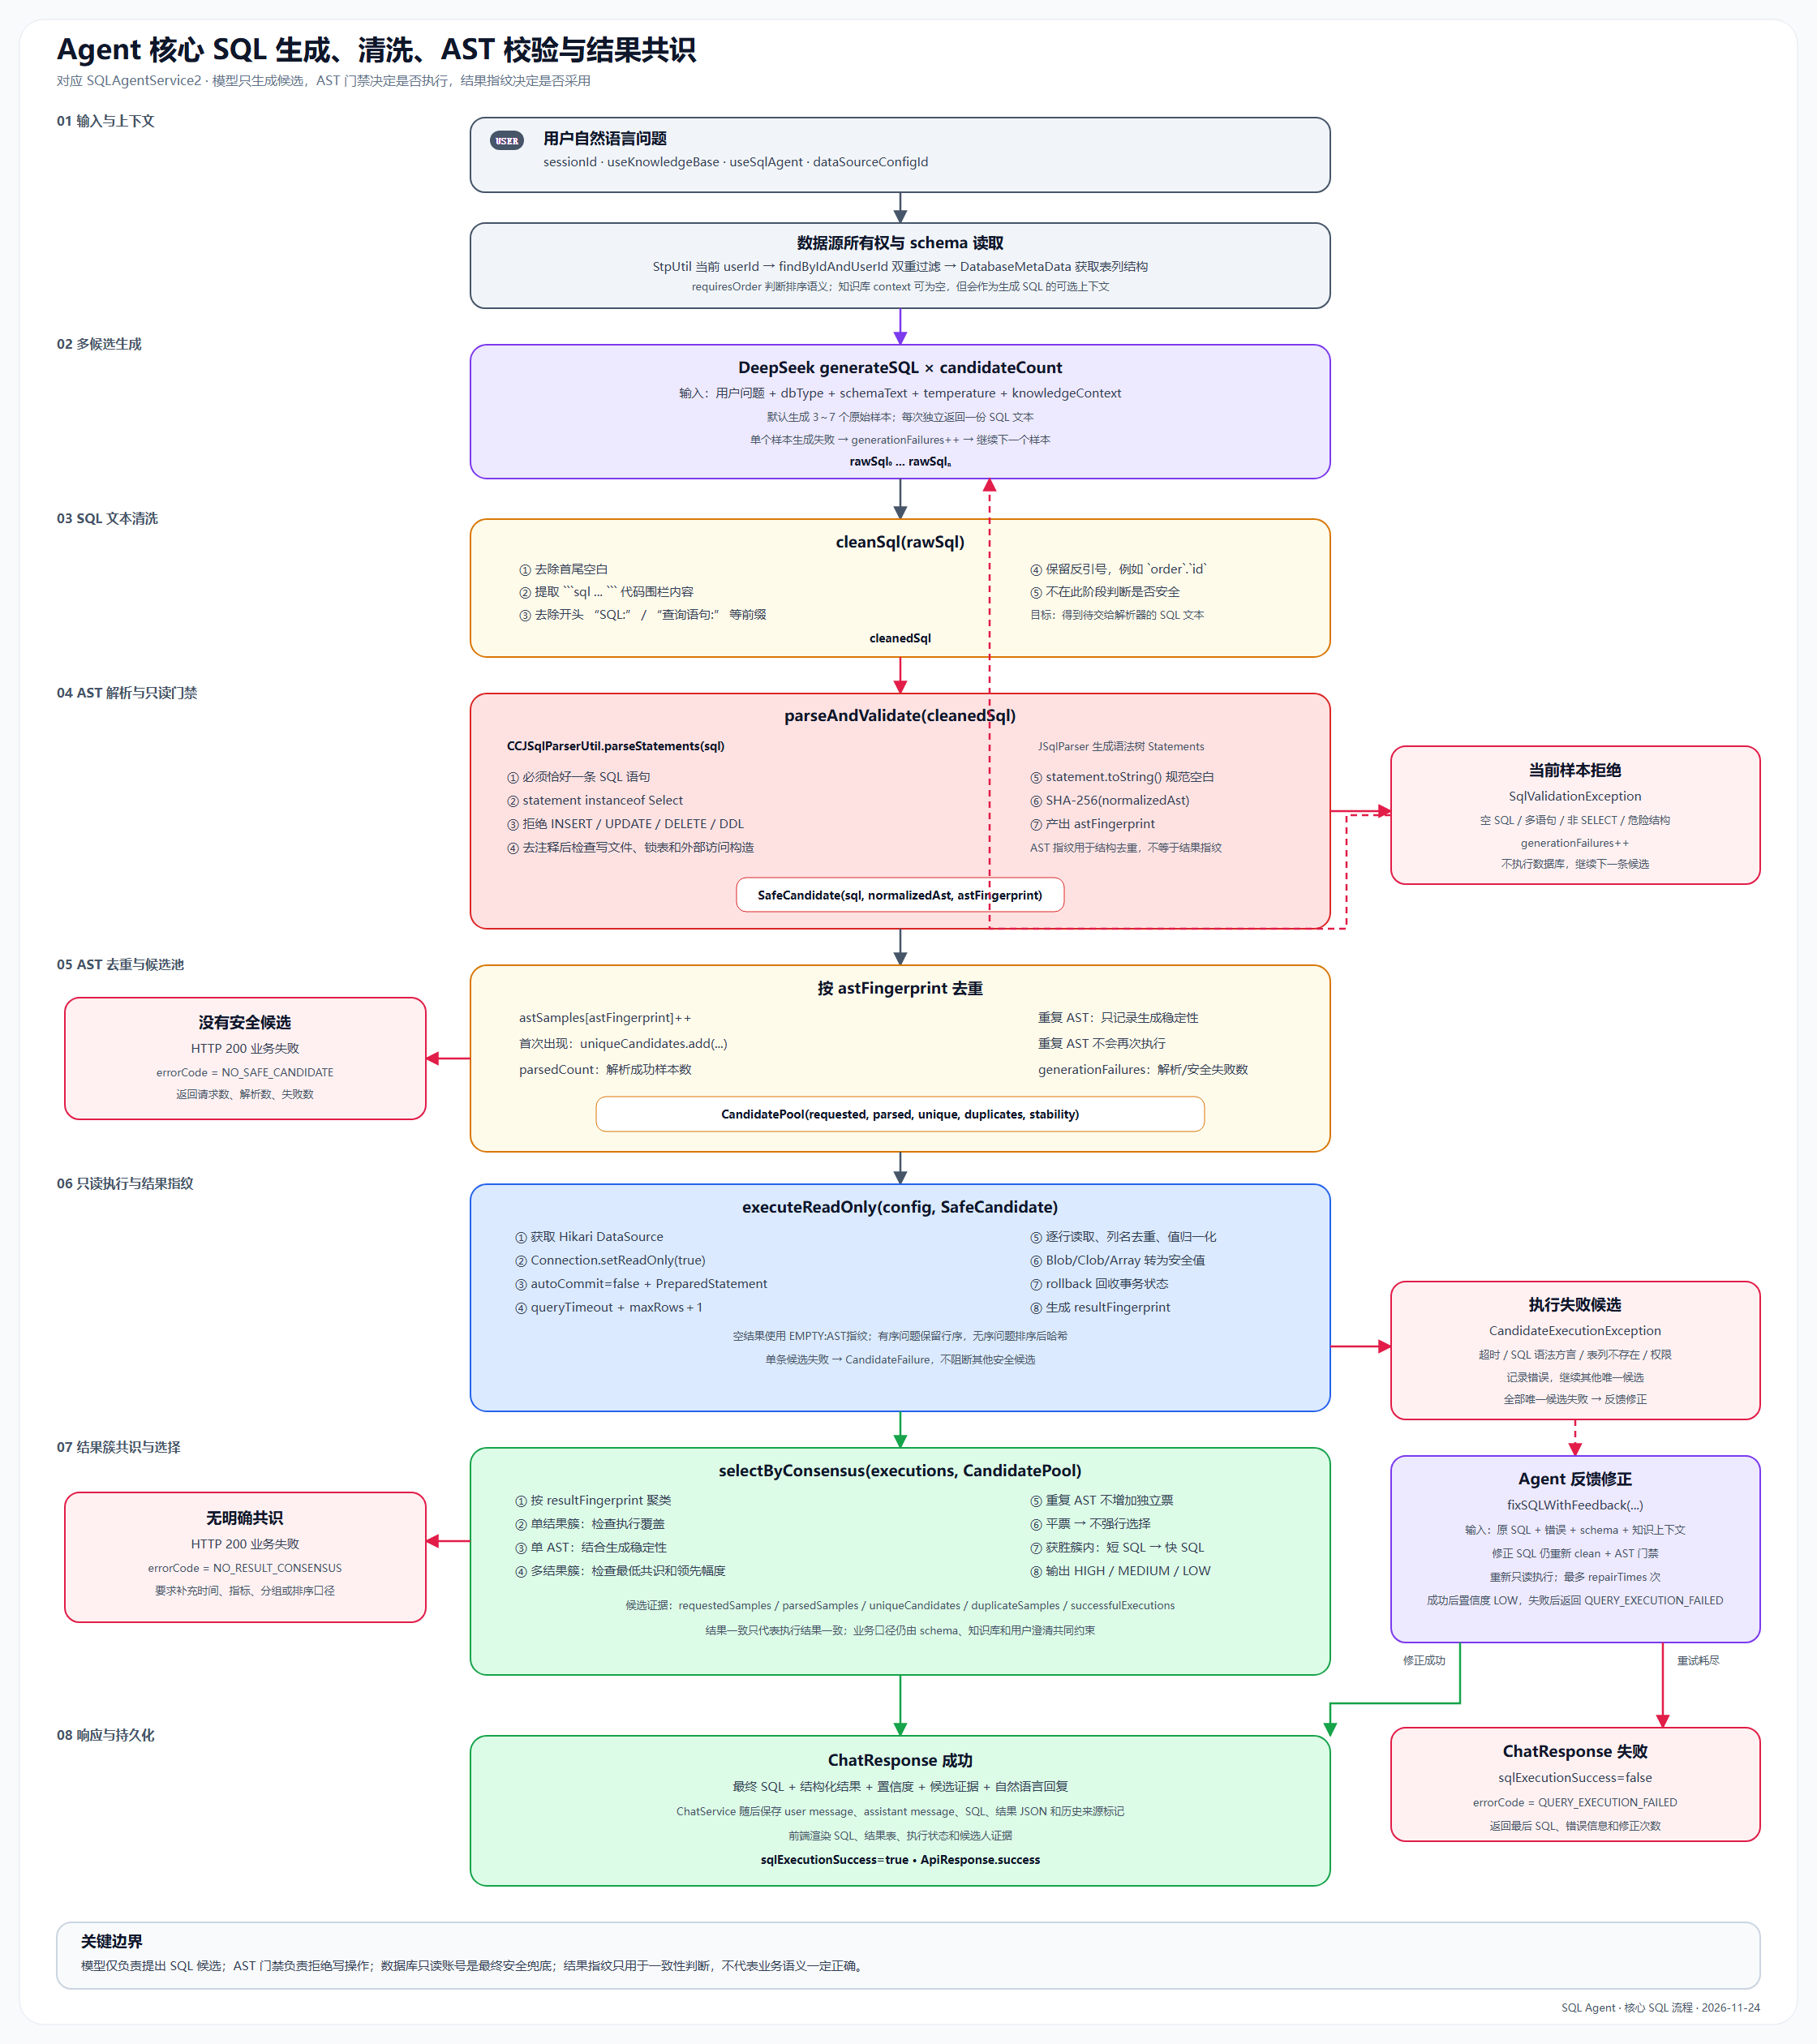 Agent 核心 SQL 生成、清洗、AST 校验与结果共识
对应 SQLAgentService2 · 模型只生成候选，AST 门禁决定是否执行，结果指纹决定是否采用
01 输入与上下文
USER
用户自然语言问题
sessionId · useKnowledgeBase · useSqlAgent · dataSourceConfigId
数据源所有权与 schema 读取
StpUtil 当前 userId → findByIdAndUserId 双重过滤 → DatabaseMetaData 获取表列结构
requiresOrder 判断排序语义；知识库 context 可为空，但会作为生成 SQL 的可选上下文
02 多候选生成
DeepSeek generateSQL × candidateCount
输入：用户问题 + dbType + schemaText + temperature + knowledgeContext
默认生成 3～7 个原始样本；每次独立返回一份 SQL 文本
单个样本生成失败 → generationFailures++ → 继续下一个样本
rawSql₀ … rawSqlₙ
03 SQL 文本清洗
cleanSql(rawSql)
① 去除首尾空白
② 提取 ```sql ... ``` 代码围栏内容
③ 去除开头 “SQL:” / “查询语句:” 等前缀
④ 保留反引号，例如 `order`.`id`
⑤ 不在此阶段判断是否安全
目标：得到待交给解析器的 SQL 文本
cleanedSql
04 AST 解析与只读门禁
parseAndValidate(cleanedSql)
CCJSqlParserUtil.parseStatements(sql)
① 必须恰好一条 SQL 语句
② statement instanceof Select
③ 拒绝 INSERT / UPDATE / DELETE / DDL
④ 去注释后检查写文件、锁表和外部访问构造
JSqlParser 生成语法树 Statements
⑤ statement.toString() 规范空白
⑥ SHA-256(normalizedAst)
⑦ 产出 astFingerprint
AST 指纹用于结构去重，不等于结果指纹
SafeCandidate(sql, normalizedAst, astFingerprint)
当前样本拒绝
SqlValidationException
空 SQL / 多语句 / 非 SELECT / 危险结构
generationFailures++
不执行数据库，继续下一条候选
05 AST 去重与候选池
没有安全候选
HTTP 200 业务失败
errorCode = NO_SAFE_CANDIDATE
返回请求数、解析数、失败数
按 astFingerprint 去重
astSamples[astFingerprint]++
首次出现：uniqueCandidates.add(...)
parsedCount：解析成功样本数
重复 AST：只记录生成稳定性
重复 AST 不会再次执行
generationFailures：解析/安全失败数
CandidatePool(requested, parsed, unique, duplicates, stability)
06 只读执行与结果指纹
executeReadOnly(config, SafeCandidate)
① 获取 Hikari DataSource
② Connection.setReadOnly(true)
③ autoCommit=false + PreparedStatement
④ queryTimeout + maxRows＋1
⑤ 逐行读取、列名去重、值归一化
⑥ Blob/Clob/Array 转为安全值
⑦ rollback 回收事务状态
⑧ 生成 resultFingerprint
空结果使用 EMPTY:AST指纹；有序问题保留行序，无序问题排序后哈希
单条候选失败 → CandidateFailure，不阻断其他安全候选
执行失败候选
CandidateExecutionException
超时 / SQL 语法方言 / 表列不存在 / 权限
记录错误，继续其他唯一候选
全部唯一候选失败 → 反馈修正
07 结果簇共识与选择
无明确共识
HTTP 200 业务失败
errorCode = NO_RESULT_CONSENSUS
要求补充时间、指标、分组或排序口径
selectByConsensus(executions, CandidatePool)
① 按 resultFingerprint 聚类
② 单结果簇：检查执行覆盖
③ 单 AST：结合生成稳定性
④ 多结果簇：检查最低共识和领先幅度
⑤ 重复 AST 不增加独立票
⑥ 平票 → 不强行选择
⑦ 获胜簇内：短 SQL → 快 SQL
⑧ 输出 HIGH / MEDIUM / LOW
候选证据：requestedSamples / parsedSamples / uniqueCandidates / duplicateSamples / successfulExecutions
结果一致只代表执行结果一致；业务口径仍由 schema、知识库和用户澄清共同约束
Agent 反馈修正
fixSQLWithFeedback(...)
输入：原 SQL + 错误 + schema + 知识上下文
修正 SQL 仍重新 clean + AST 门禁
重新只读执行；最多 repairTimes 次
成功后置信度 LOW，失败后返回 QUERY_EXECUTION_FAILED
修正成功
重试耗尽
08 响应与持久化
ChatResponse 成功
最终 SQL + 结构化结果 + 置信度 + 候选证据 + 自然语言回复
ChatService 随后保存 user message、assistant message、SQL、结果 JSON 和历史来源标记
前端渲染 SQL、结果表、执行状态和候选人证据
sqlExecutionSuccess=true • ApiResponse.success
ChatResponse 失败
sqlExecutionSuccess=false
errorCode = QUERY_EXECUTION_FAILED
返回最后 SQL、错误信息和修正次数
关键边界
模型仅负责提出 SQL 候选；AST 门禁负责拒绝写操作；数据库只读账号是最终安全兜底；结果指纹只用于一致性判断，不代表业务语义一定正确。
SQL Agent · 核心 SQL 流程 · 2026-11-24